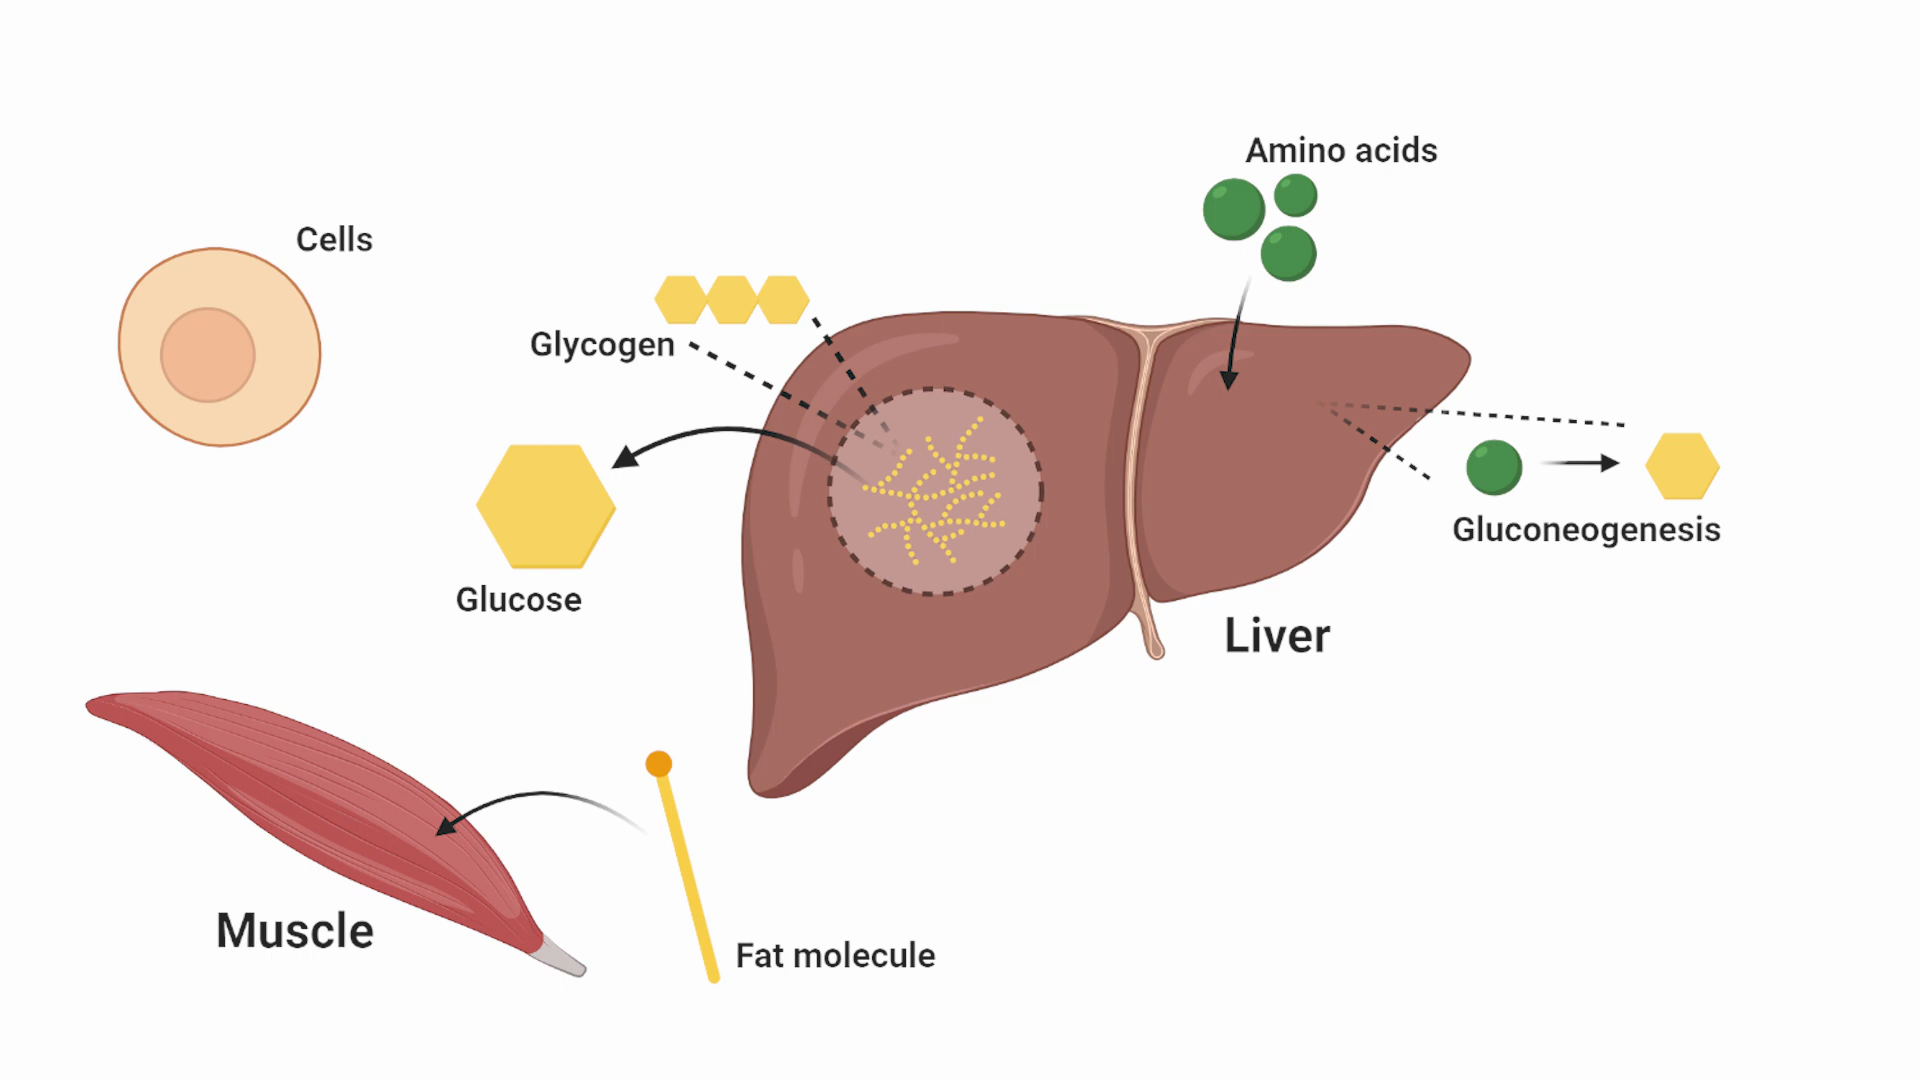 Amino acids
Cells
Glycogen
Gluconeogenesis
Glucose
Liver
Muscle
Fat molecule